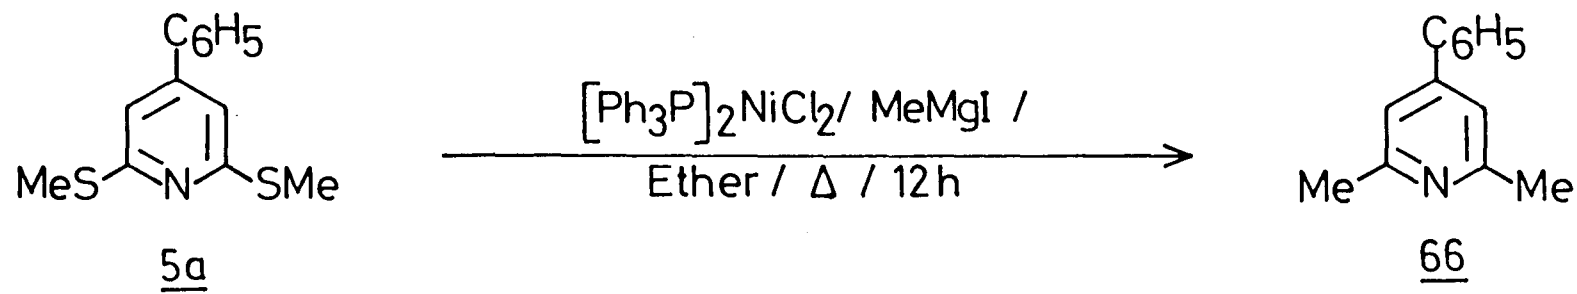 C6H5
MeS N SMe
5a
[Ph3P]2NiCl2/ MeMgI /
Ether / Δ / 12h
C6H5
Me N Me
66